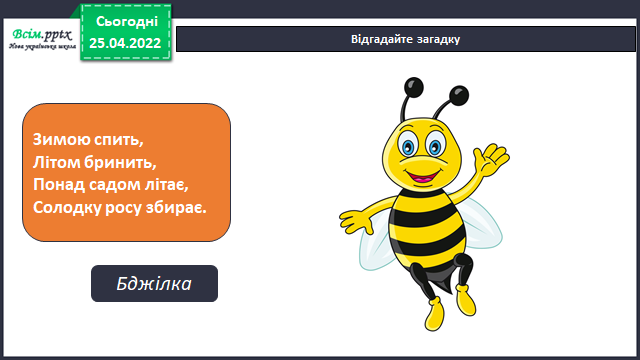 Всім.pptx
Нова українська школа
Сьогодні
25.04.2022
Відгадайте загадку
Зимою спить,
Літом бринить,
Понад садом літає,
Солодку росу збирає.
Бджілка